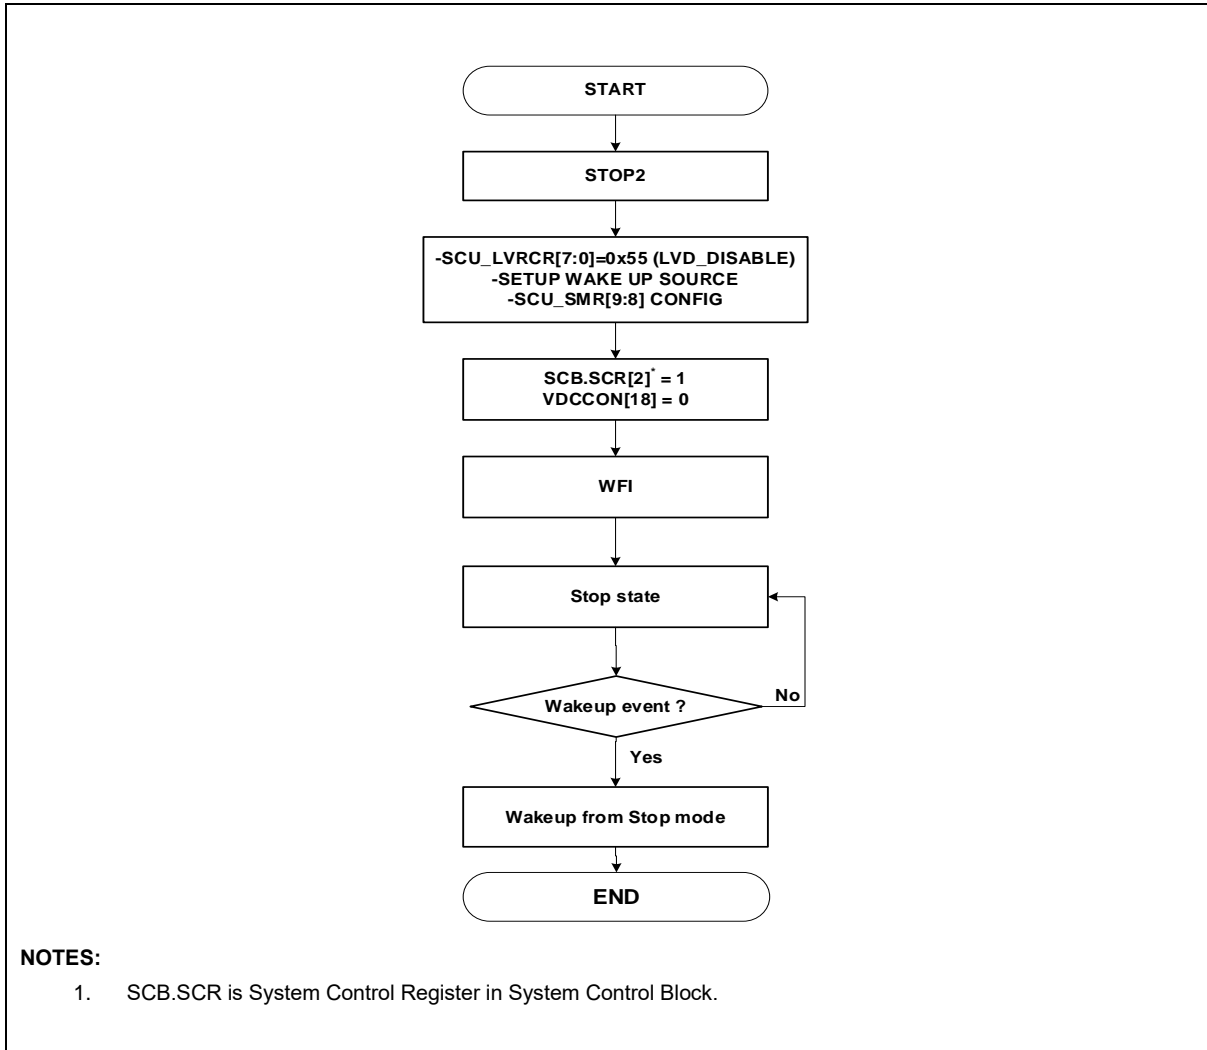 START
STOP2
-SCU_LVRCR[7:0]=0x55 (LVD_DISABLE)
-SETUP WAKE UP SOURCE
-SCU_SMR[9:8] CONFIG
SCB.SCR[2]* = 1
VDCCON[18] = 0
WFI
Stop state
Wakeup event ?
No
Yes
Wakeup from Stop mode
END
NOTES:
1. SCB.SCR is System Control Register in System Control Block.